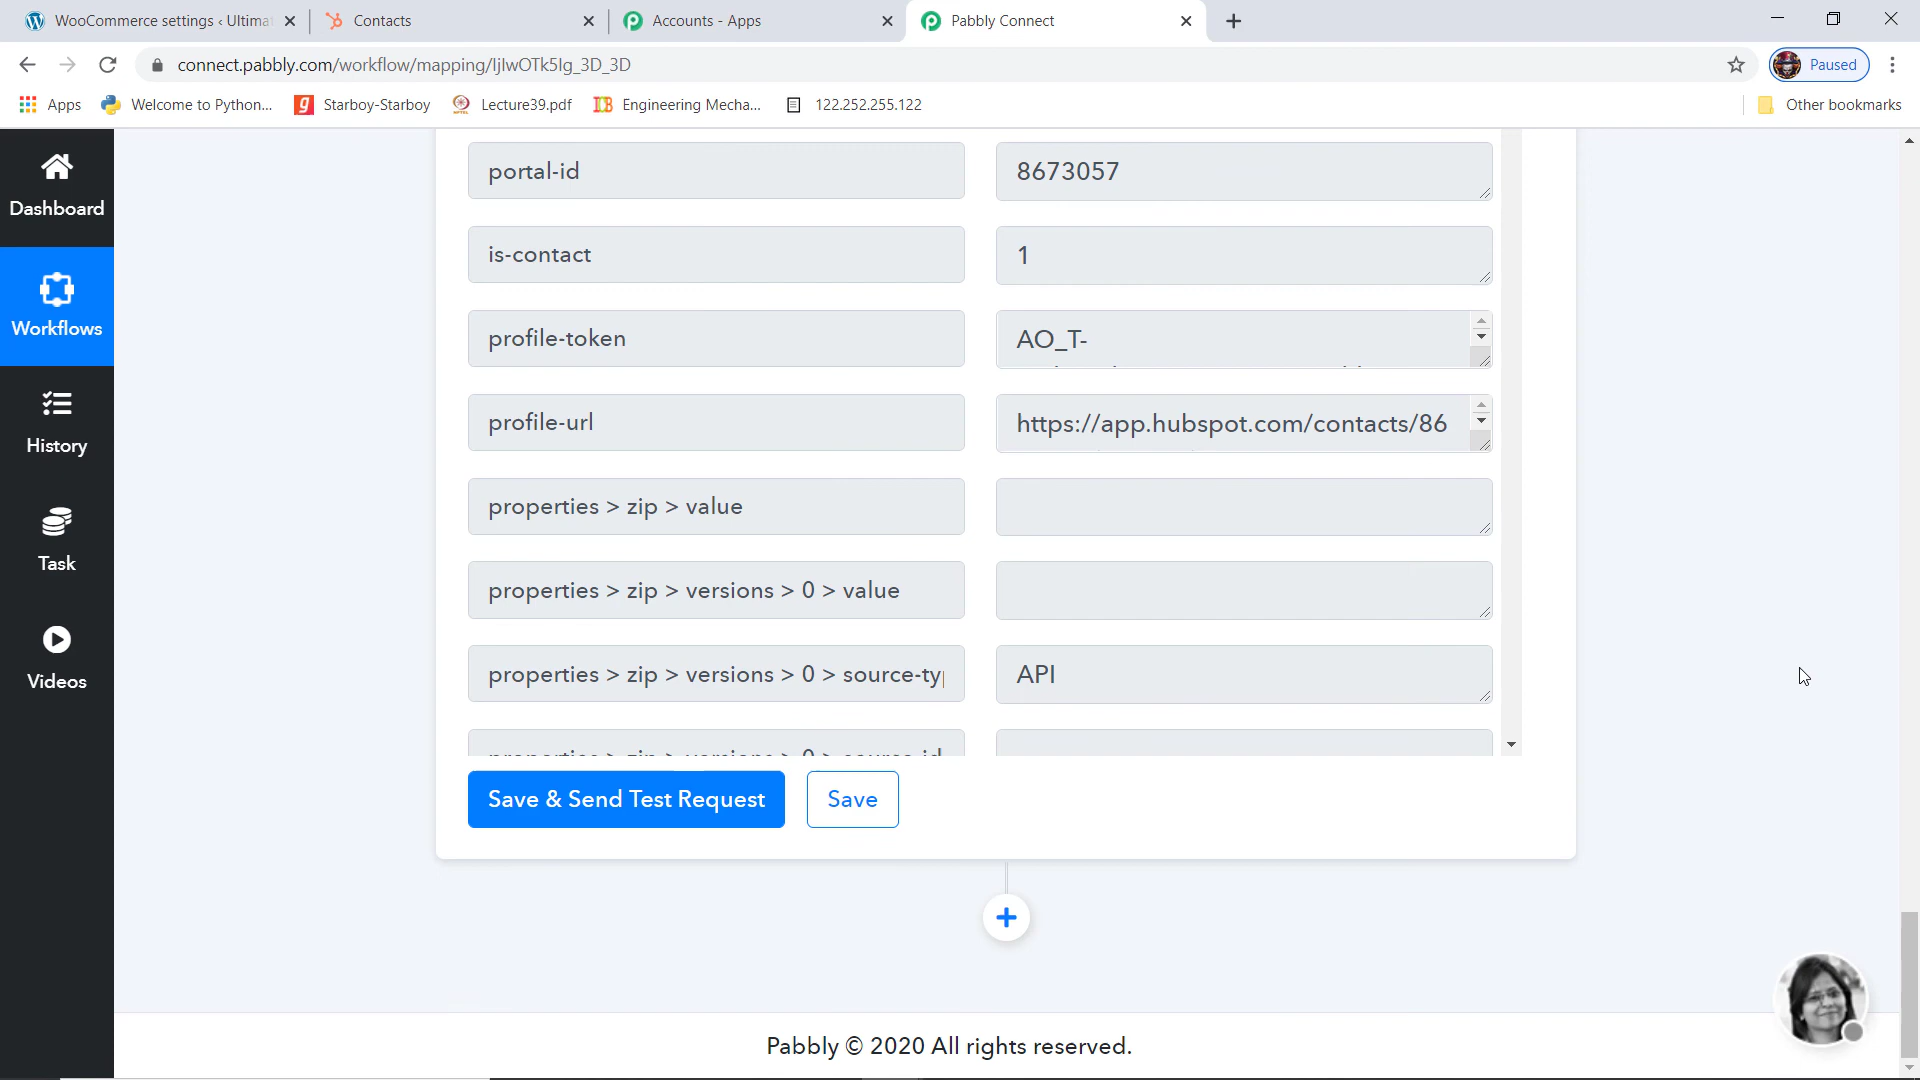 WooCommerce settings ‹ Ultimat
Contacts
Accounts - Apps
Pabbly Connect
connect.pabbly.com/workflow/mapping/IjIwOTk5Ig_3D_3D
Paused
Apps
Welcome to Python...
Starboy-Starboy
Lecture39.pdf
Engineering Mecha...
122.252.255.122
Other bookmarks
Dashboard
Workflows
History
Task
Videos
portal-id
8673057
is-contact
1
profile-token
AO_T-
profile-url
https://app.hubspot.com/contacts/86
properties > zip > value
properties > zip > versions > 0 > value
properties > zip > versions > 0 > source-typ
API
properties > zip > versions > 0 > source-id
Save & Send Test Request
Save
Pabbly © 2020 All rights reserved.